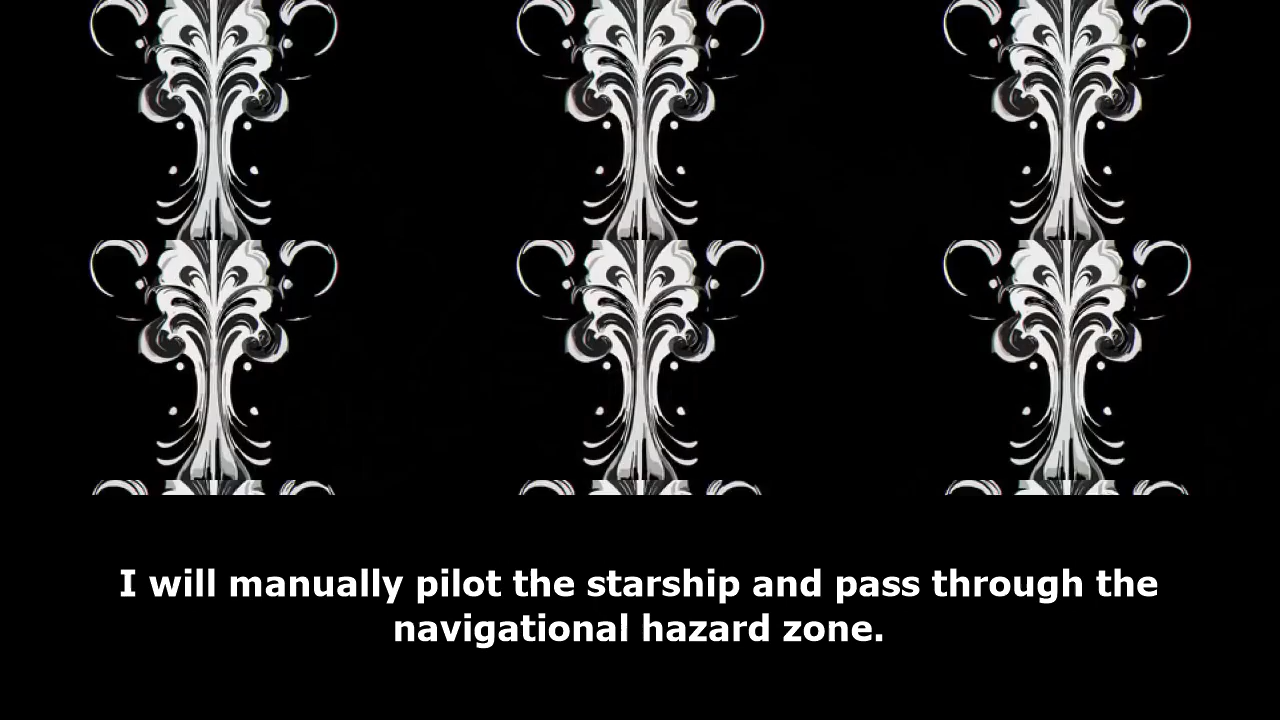 I will manually pilot the starship and pass through the
navigational hazard zone.